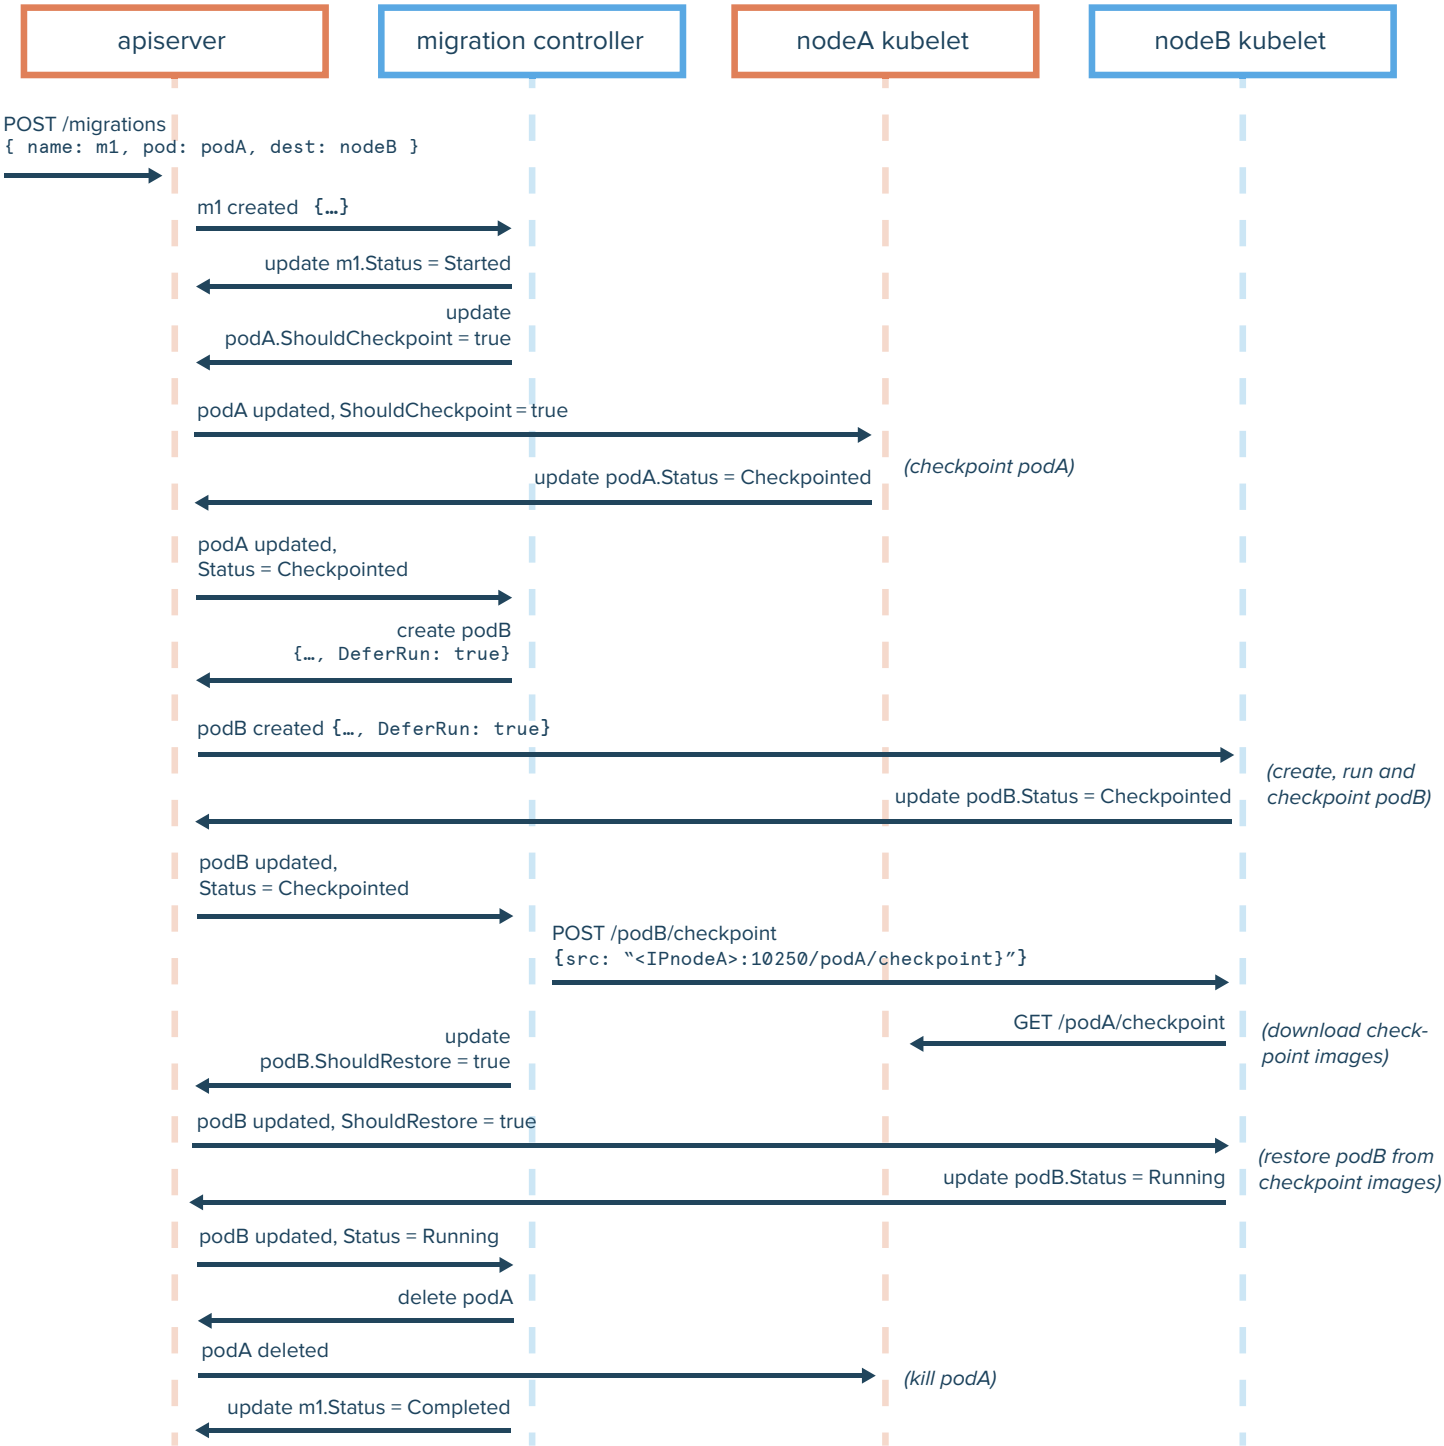 apiserver
migration controller
nodeA kubelet
nodeB kubelet
POST /migrations
{ name: m1, pod: podA, dest: nodeB }
m1 created {…}
update m1.Status = Started
update
podA.ShouldCheckpoint = true
podA updated, ShouldCheckpoint = true
(checkpoint podA)
update podA.Status = Checkpointed
podA updated,
Status = Checkpointed
create podB
{…, DeferRun: true}
podB created {…, DeferRun: true}
(create, run and
checkpoint podB)
update podB.Status = Checkpointed
podB updated,
Status = Checkpointed
POST /podB/checkpoint
{src: “<IPnodeA>:10250/podA/checkpoint}”}
GET /podA/checkpoint
(download check-
point images)
update
podB.ShouldRestore = true
podB updated, ShouldRestore = true
(restore podB from
checkpoint images)
update podB.Status = Running
podB updated, Status = Running
delete podA
podA deleted
(kill podA)
update m1.Status = Completed